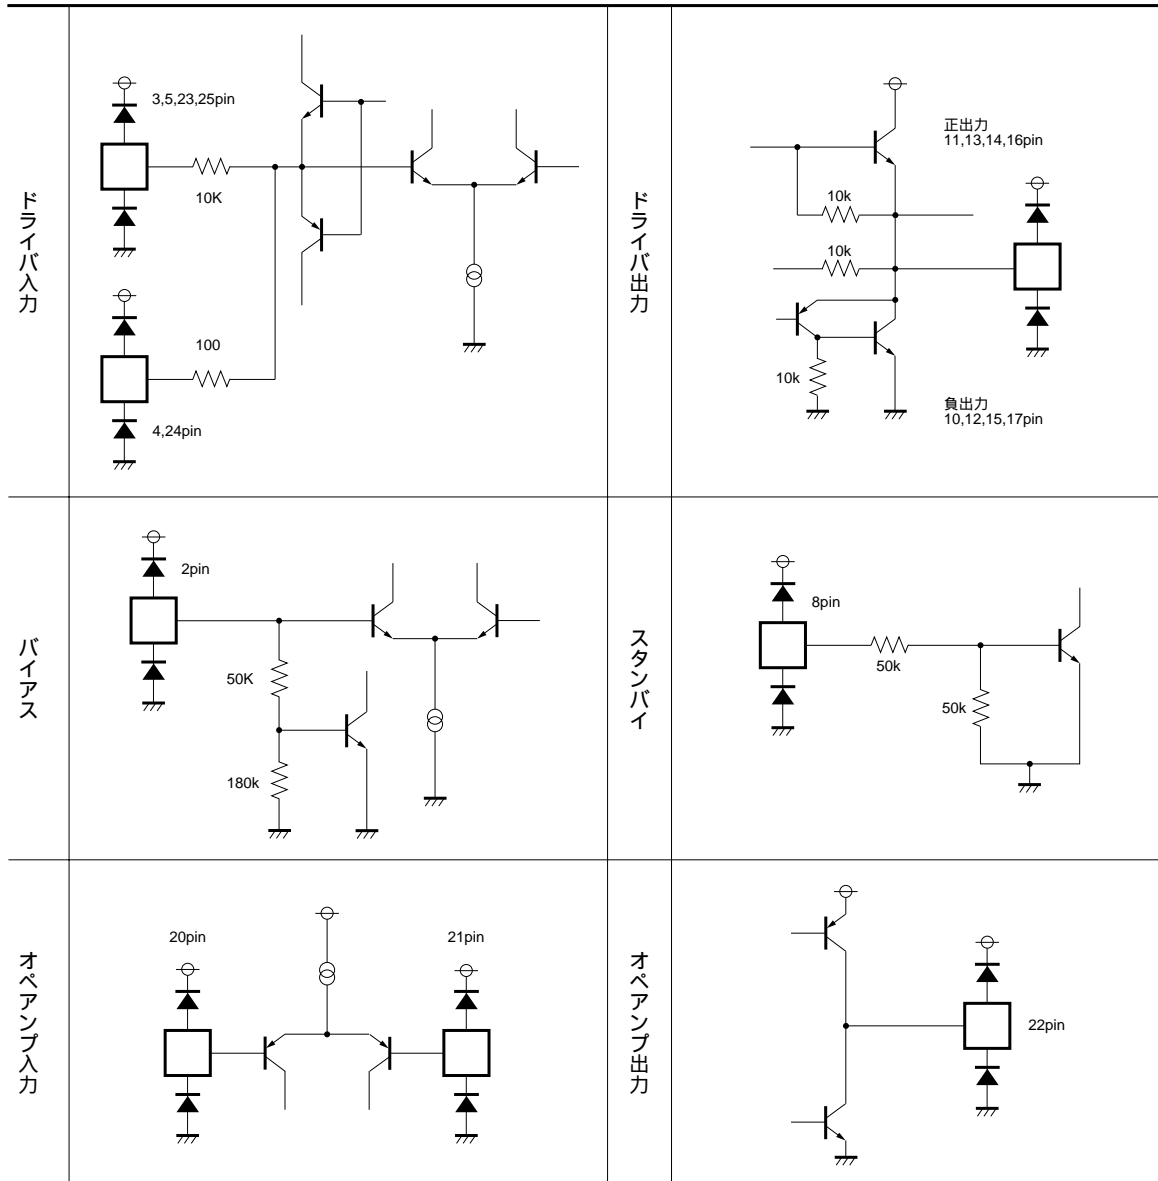 ドライバ入力
3,5,23,25pin
10K
100
4,24pin
ドライバ出力
正出力
11,13,14,16pin
10k
10k
10k
負出力
10,12,15,17pin
バイアス
2pin
50K
180k
スタンバイ
8pin
50k
50k
オペアンプ入力
20pin
21pin
オペアンプ出力
22pin